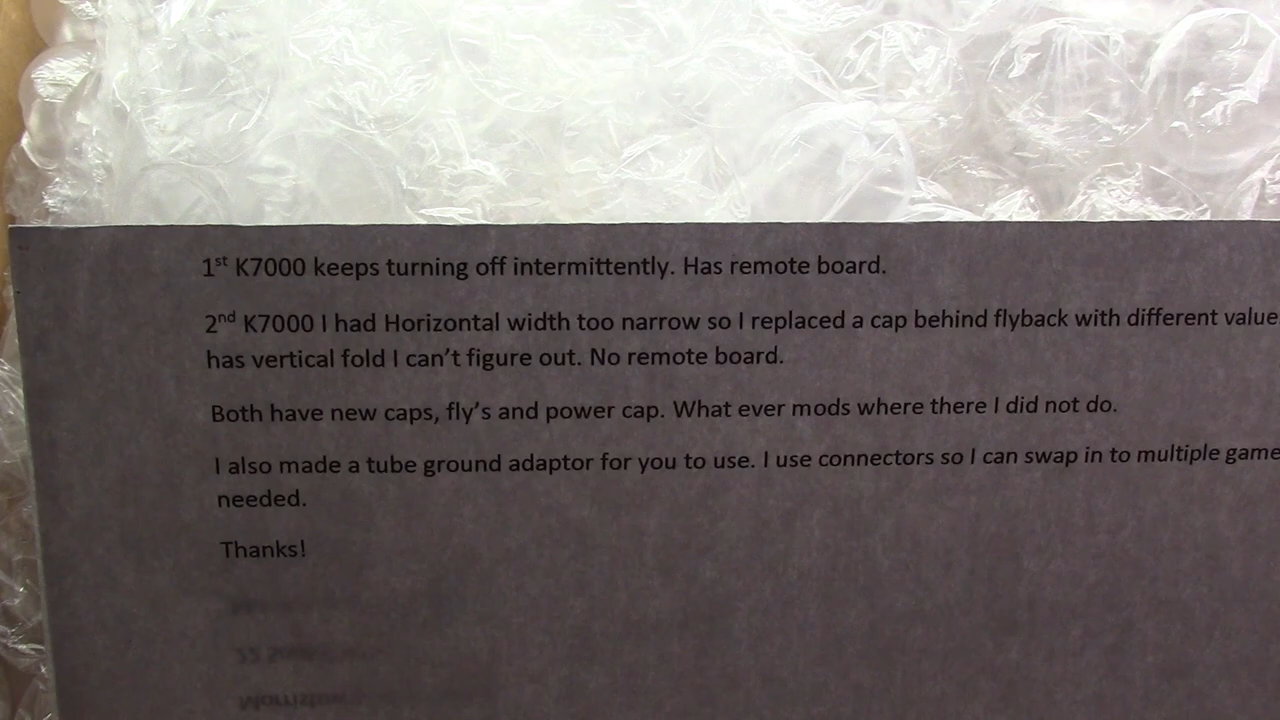 1st K7000 keeps turning off intermittently. Has remote board.
2nd K7000 I had Horizontal width too narrow so I replaced a cap behind flyback with different value
has vertical fold I can't figure out. No remote board.
Both have new caps, fly's and power cap. What ever mods where there I did not do.
I also made a tube ground adaptor for you to use. I use connectors so I can swap in to multiple game
needed.
Thanks!